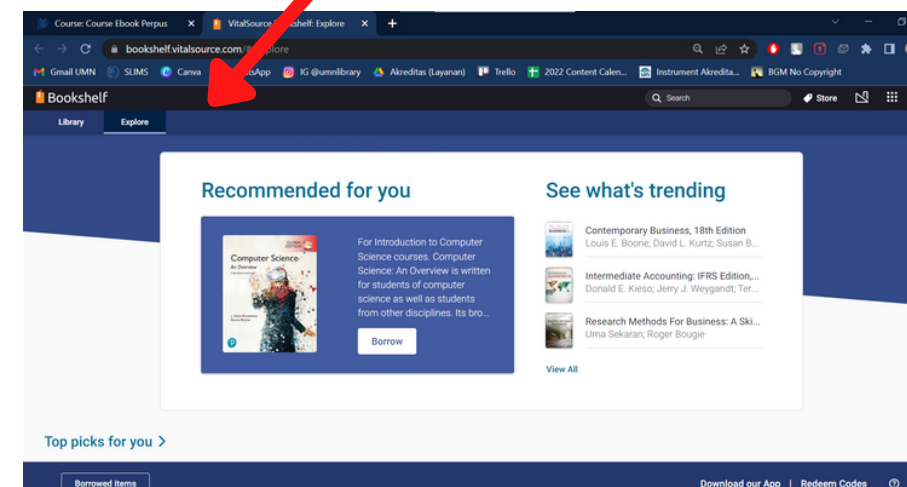 Course: Course Ebook Perpus
VitalSource
shelf: Explore
bookshelf.vitalsource.com/
Gmail UMN
SLIMS
Canva
IG @umnlibrary
Akreditas (Layanan)
Trello
2022 Content Calen...
Instrument Akredita...
BGM No Copyright
Bookshelf
Search
Store
Library
Explore
Recommended for you
Computer Science
An Overview
For Introduction to Computer
Science courses. Computer
Science: An Overview is written
for students of computer
science as well as students
from other disciplines. Its bro...
Borrow
See what's trending
Contemporary Business, 18th Edition
Louis E. Boone; David L. Kurtz; Susan B...
Intermediate Accounting: IFRS Edition,...
Donald E. Kieso; Jerry J. Weygandt; Ter...
Research Methods For Business: A Ski...
Uma Sekaran; Roger Bougie
View All
Top picks for you >
Borrowed items
Download our App | Redeem Codes